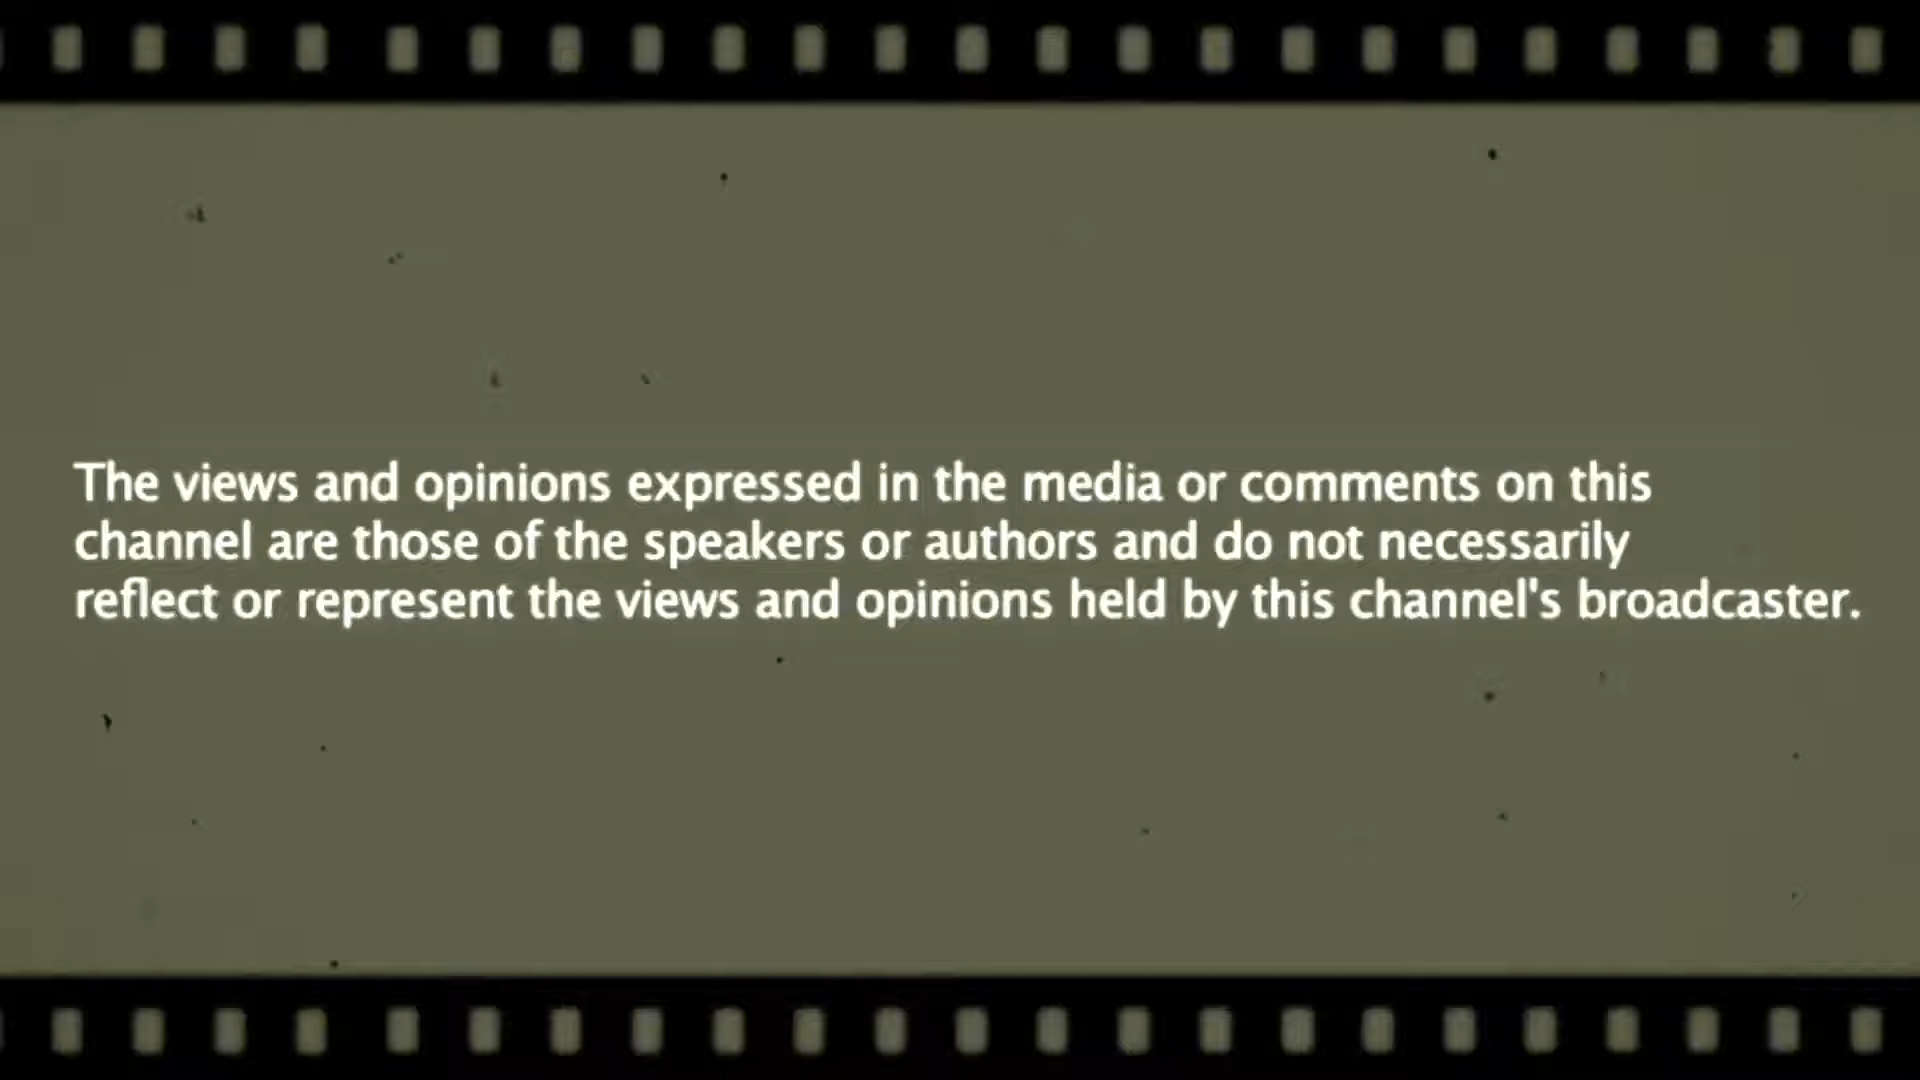 The views and opinions expressed in the media or comments on this
channel are those of the speakers or authors and do not necessarily
reflect or represent the views and opinions held by this channel's broadcaster.